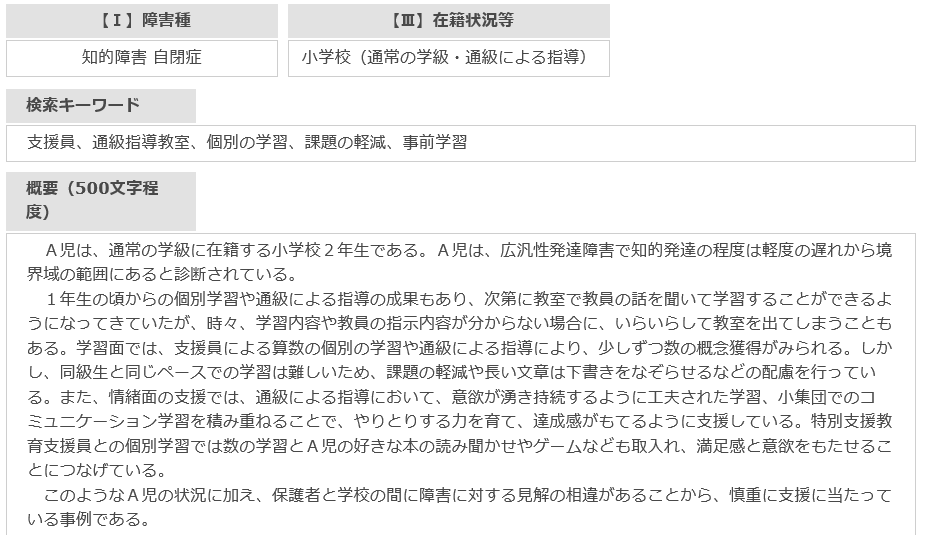 【Ⅰ】障害種
【Ⅲ】在籍状況等
知的障害 自閉症
小学校（通常の学級・通級による指導）
検索キーワード
支援員、通級指導教室、個別の学習、課題の軽減、事前学習
概要（500文字程
度）
　Ａ児は、通常の学級に在籍する小学校２年生である。Ａ児は、広汎性発達障害で知的発達の程度は軽度の遅れから境
界域の範囲にあると診断されている。
　１年生の頃からの個別学習や通級による指導の成果もあり、次第に教室で教員の話を聞いて学習することができるよ
うになってきていたが、時々、学習内容や教員の指示内容が分からない場合に、いらいらして教室を出てしまうことも
ある。学習面では、支援員による算数の個別の学習や通級による指導により、少しずつ数の概念獲得がみられる。しか
し、同級生と同じペースでの学習は難しいため、課題の軽減や長い文章は下書きをなぞらせるなどの配慮を行ってい
る。また、情緒面の支援では、通級による指導において、意欲が湧き持続するように工夫された学習、小集団でのコ
ミュニケーション学習を積み重ねることで、やりとりする力を育て、達成感がもてるように支援している。特別支援教
育支援員との個別学習では数の学習とＡ児の好きな本の読み聞かせやゲームなども取入れ、満足感と意欲をもたせるこ
とにつなげている。
　このようなＡ児の状況に加え、保護者と学校の間に障害に対する見解の相違があることから、慎重に支援に当たって
いる事例である。